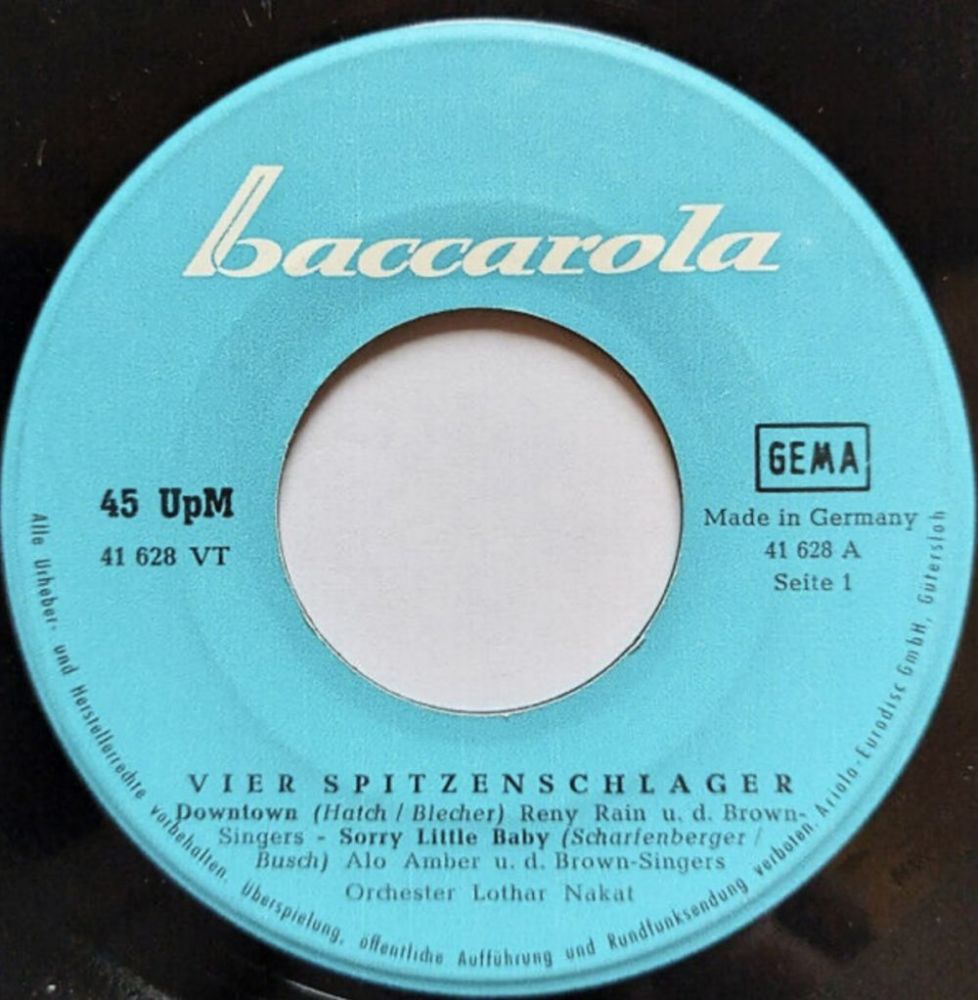 baccarola
GEMA
45 UpM
41 628 VT
Made in Germany
41 628 A
Seite 1
VIER SPITZENSCHLAGER
Downtown (Hatch / Blecher) Reny Rain u. d. Brown-
Singers - Sorry Little Baby (Scharfenberger /
Busch) Alo Amber u. d. Brown-Singers
Orchester Lothar Nakat
Alle Urheber- und Herstellerrechte vorbehalten. Überspielung, öffentliche Aufführung und Rundfunksendung verboten. Ariola-Eurodisc GmbH, Gütersloh